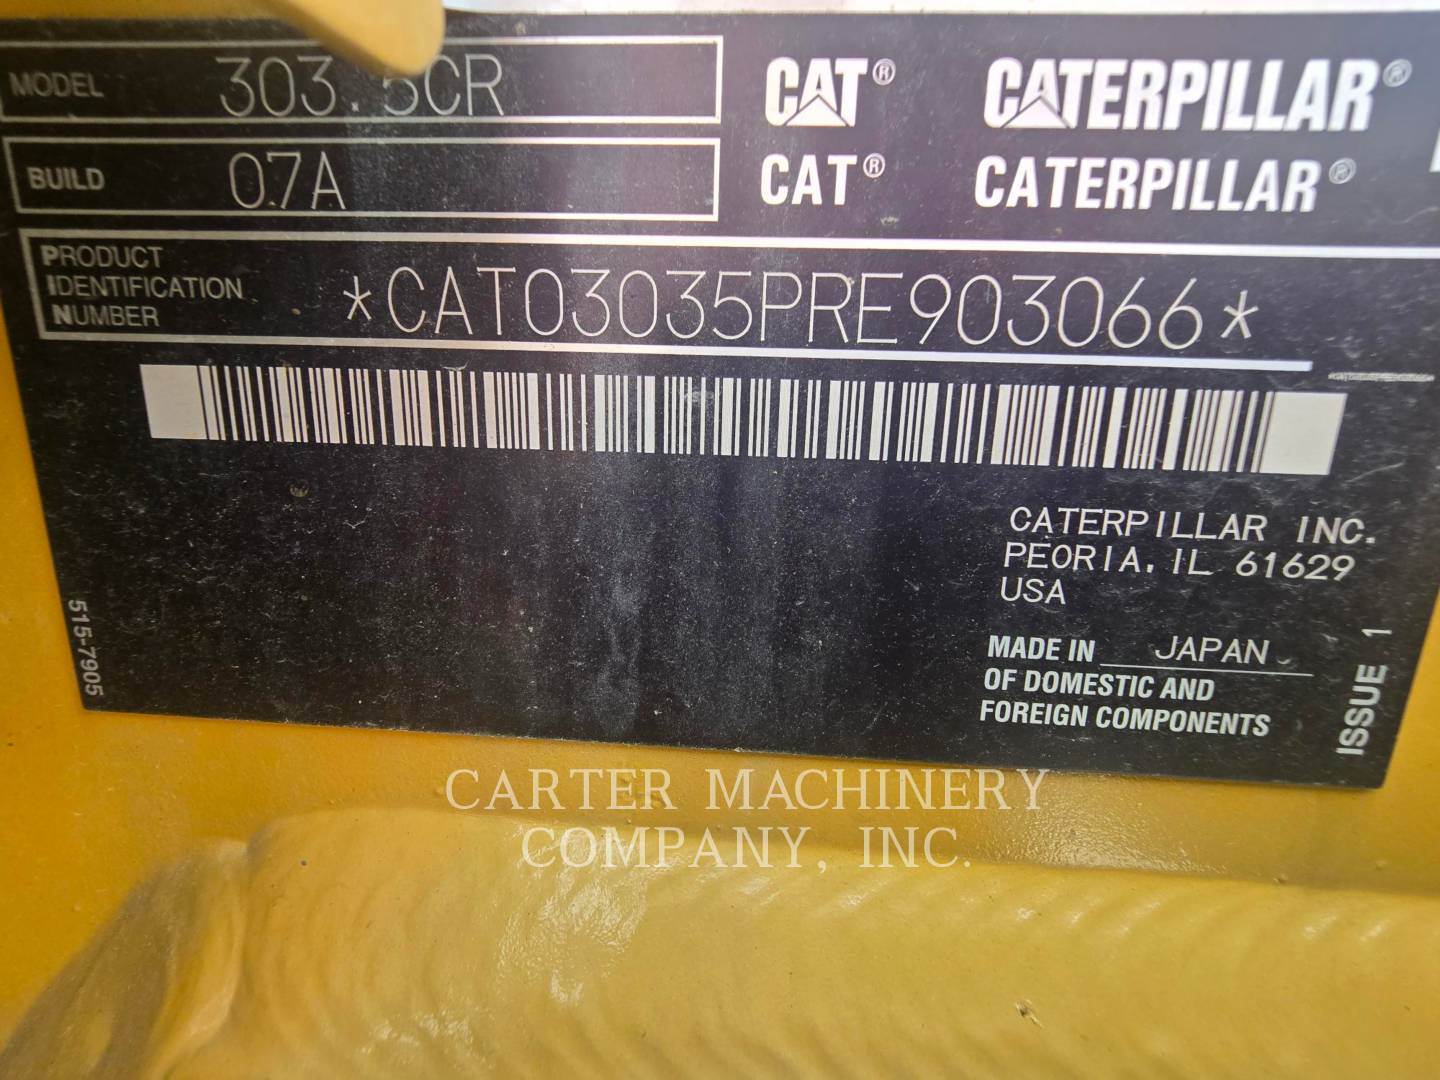 MODEL 303.5CR
CAT® CATERPILLAR®
BUILD 07A
CAT® CATERPILLAR®
PRODUCT
IDENTIFICATION
NUMBER
*CAT03035PRE903066*
CATERPILLAR INC.
PEORIA, IL 61629
USA
MADE IN JAPAN
OF DOMESTIC AND
FOREIGN COMPONENTS
515-7905
ISSUE 1
CARTER MACHINERY
COMPANY, INC.